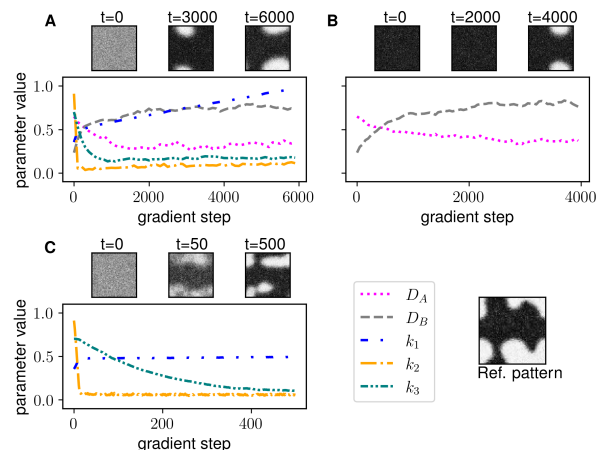 A
t=0 t=3000 t=6000
parameter value
1.0
0.5
0.0
0 2000 4000 6000
gradient step
B
t=0 t=2000 t=4000
0 2000 4000
gradient step
C
t=0 t=50 t=500
parameter value
1.0
0.5
0.0
0 200 400
gradient step
D_A
D_B
k_1
k_2
k_3
Ref. pattern